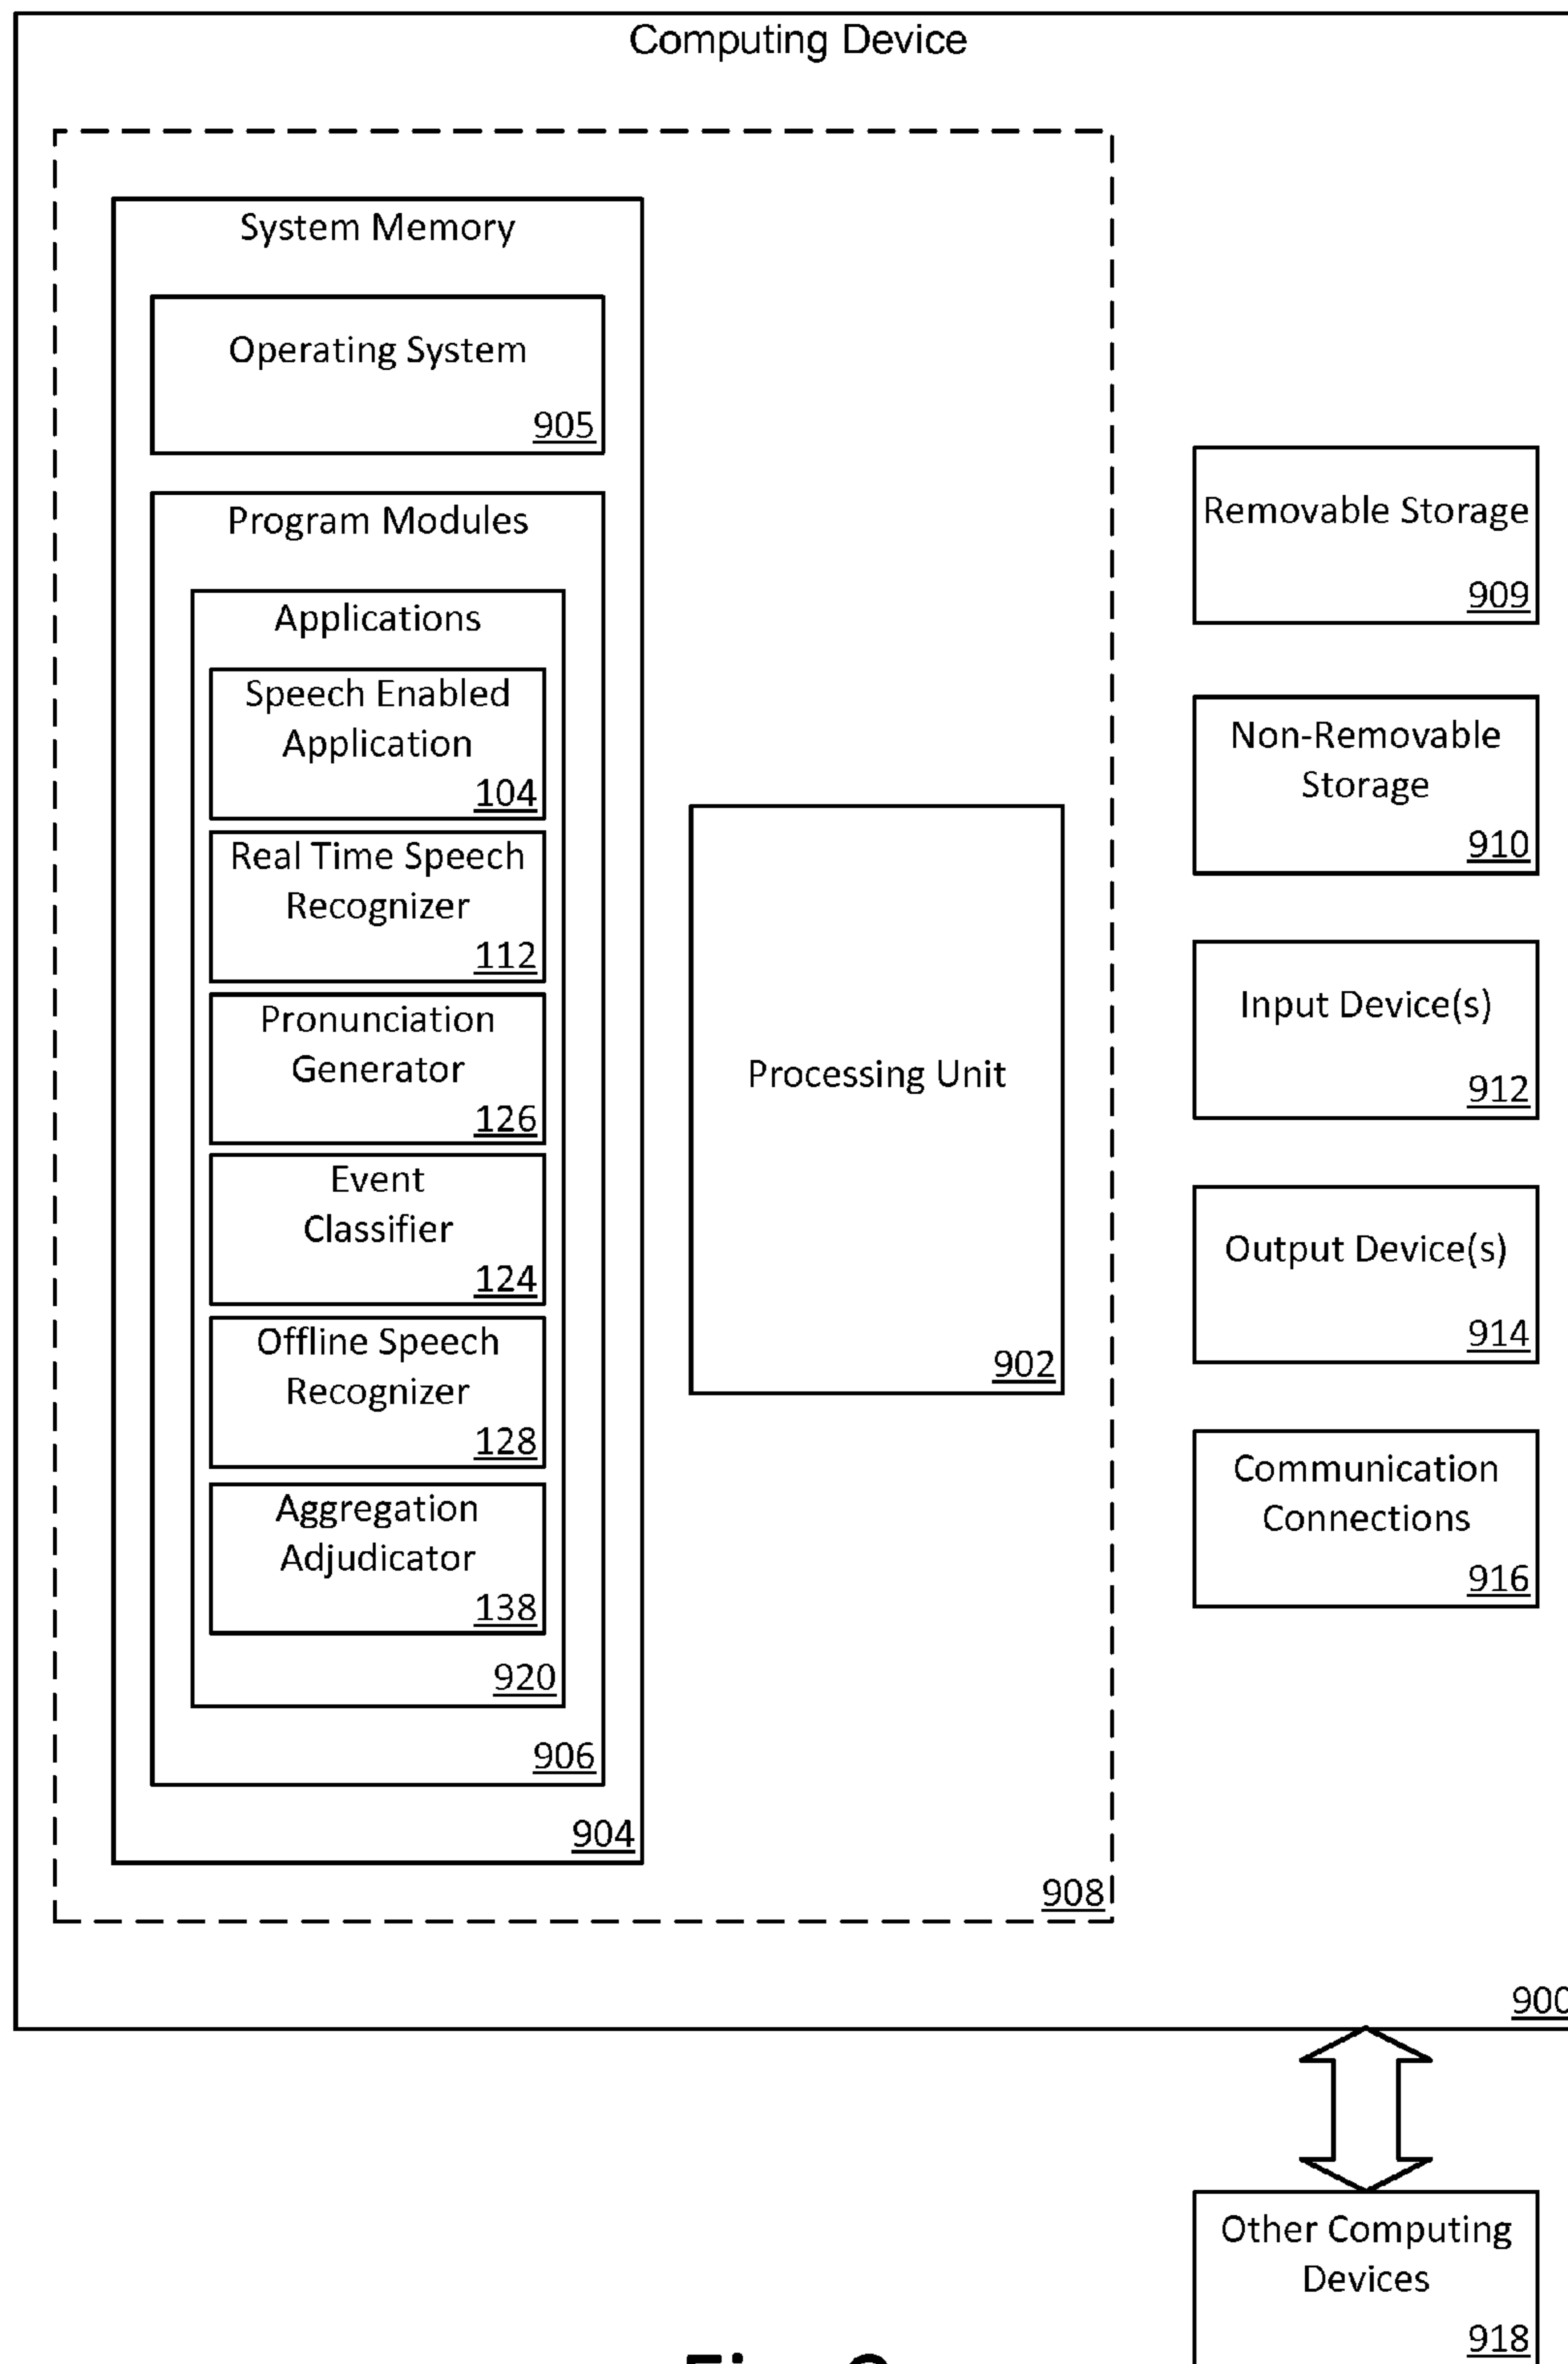 Computing Device
System Memory
Operating System
905
Program Modules
Applications
Speech Enabled
Application
104
Real Time Speech
Recognizer
112
Pronunciation
Generator
126
Event
Classifier
124
Offline Speech
Recognizer
128
Aggregation
Adjudicator
138
920
906
904
Processing Unit
902
908
Removable Storage
909
Non-Removable
Storage
910
Input Device(s)
912
Output Device(s)
914
Communication
Connections
916
900
Other Computing
Devices
918